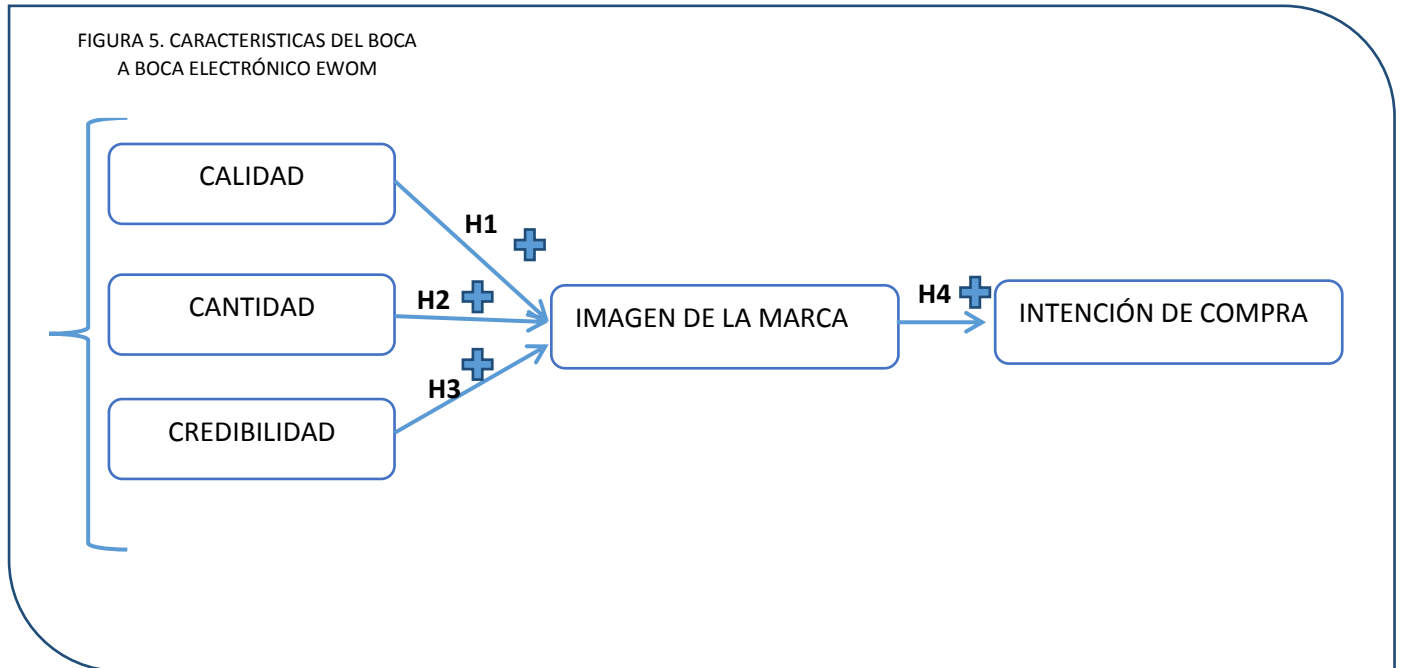 FIGURA 5. CARACTERISTICAS DEL BOCA
A BOCA ELECTRÓNICO EWOM
CALIDAD
H1
CANTIDAD
H2
IMAGEN DE LA MARCA
H4
INTENCIÓN DE COMPRA
H3
CREDIBILIDAD